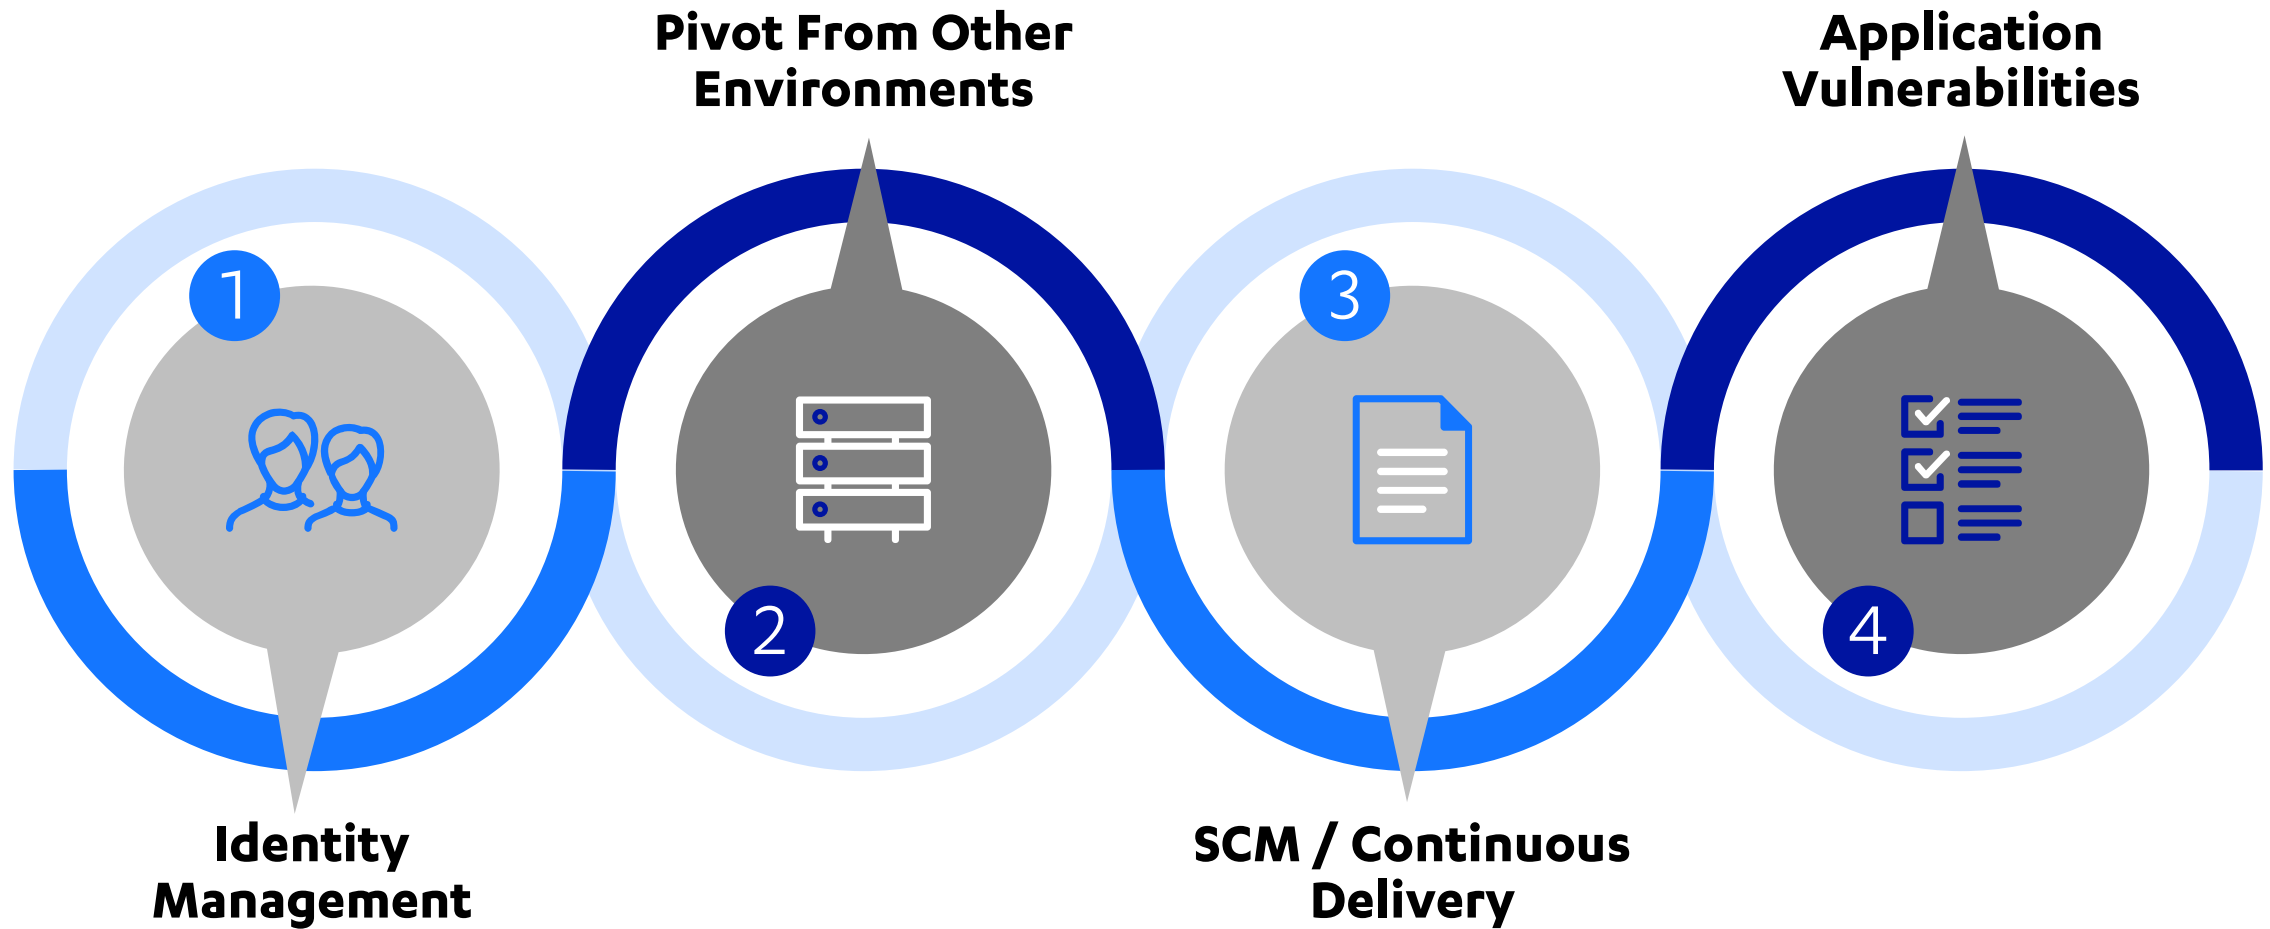 1
Identity
Management
Pivot From Other
Environments
2
3
SCM / Continuous
Delivery
Application
Vulnerabilities
4